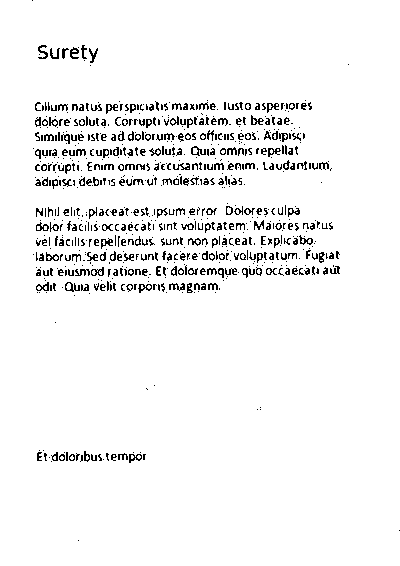 Surety
Cillum natus perspiciatis maxime. Iusto asperiores
dolore soluta. Corrupti voluptatem. et beatae.
Similique iste ad dolorum eos officiis eos. Adipisci
quia eum cupiditate soluta. Quia omnis repellat
corrupti. Enim omnis accusantium enim. Laudantium,
adipisci debitis eum ut molestias alias.
Nihil elit, placeat est ipsum error. Dolores culpa
dolor facilis occaecati sint voluptatem. Maiores natus
vel facilis repellendus. sunt non placeat. Explicabo
laborum. Sed deserunt facere dolor voluptatum. Fugiat
aut eiusmod ratione. Et doloremque quo occaecati aut
odit. Quia velit corporis magnam.
Et doloribus tempor